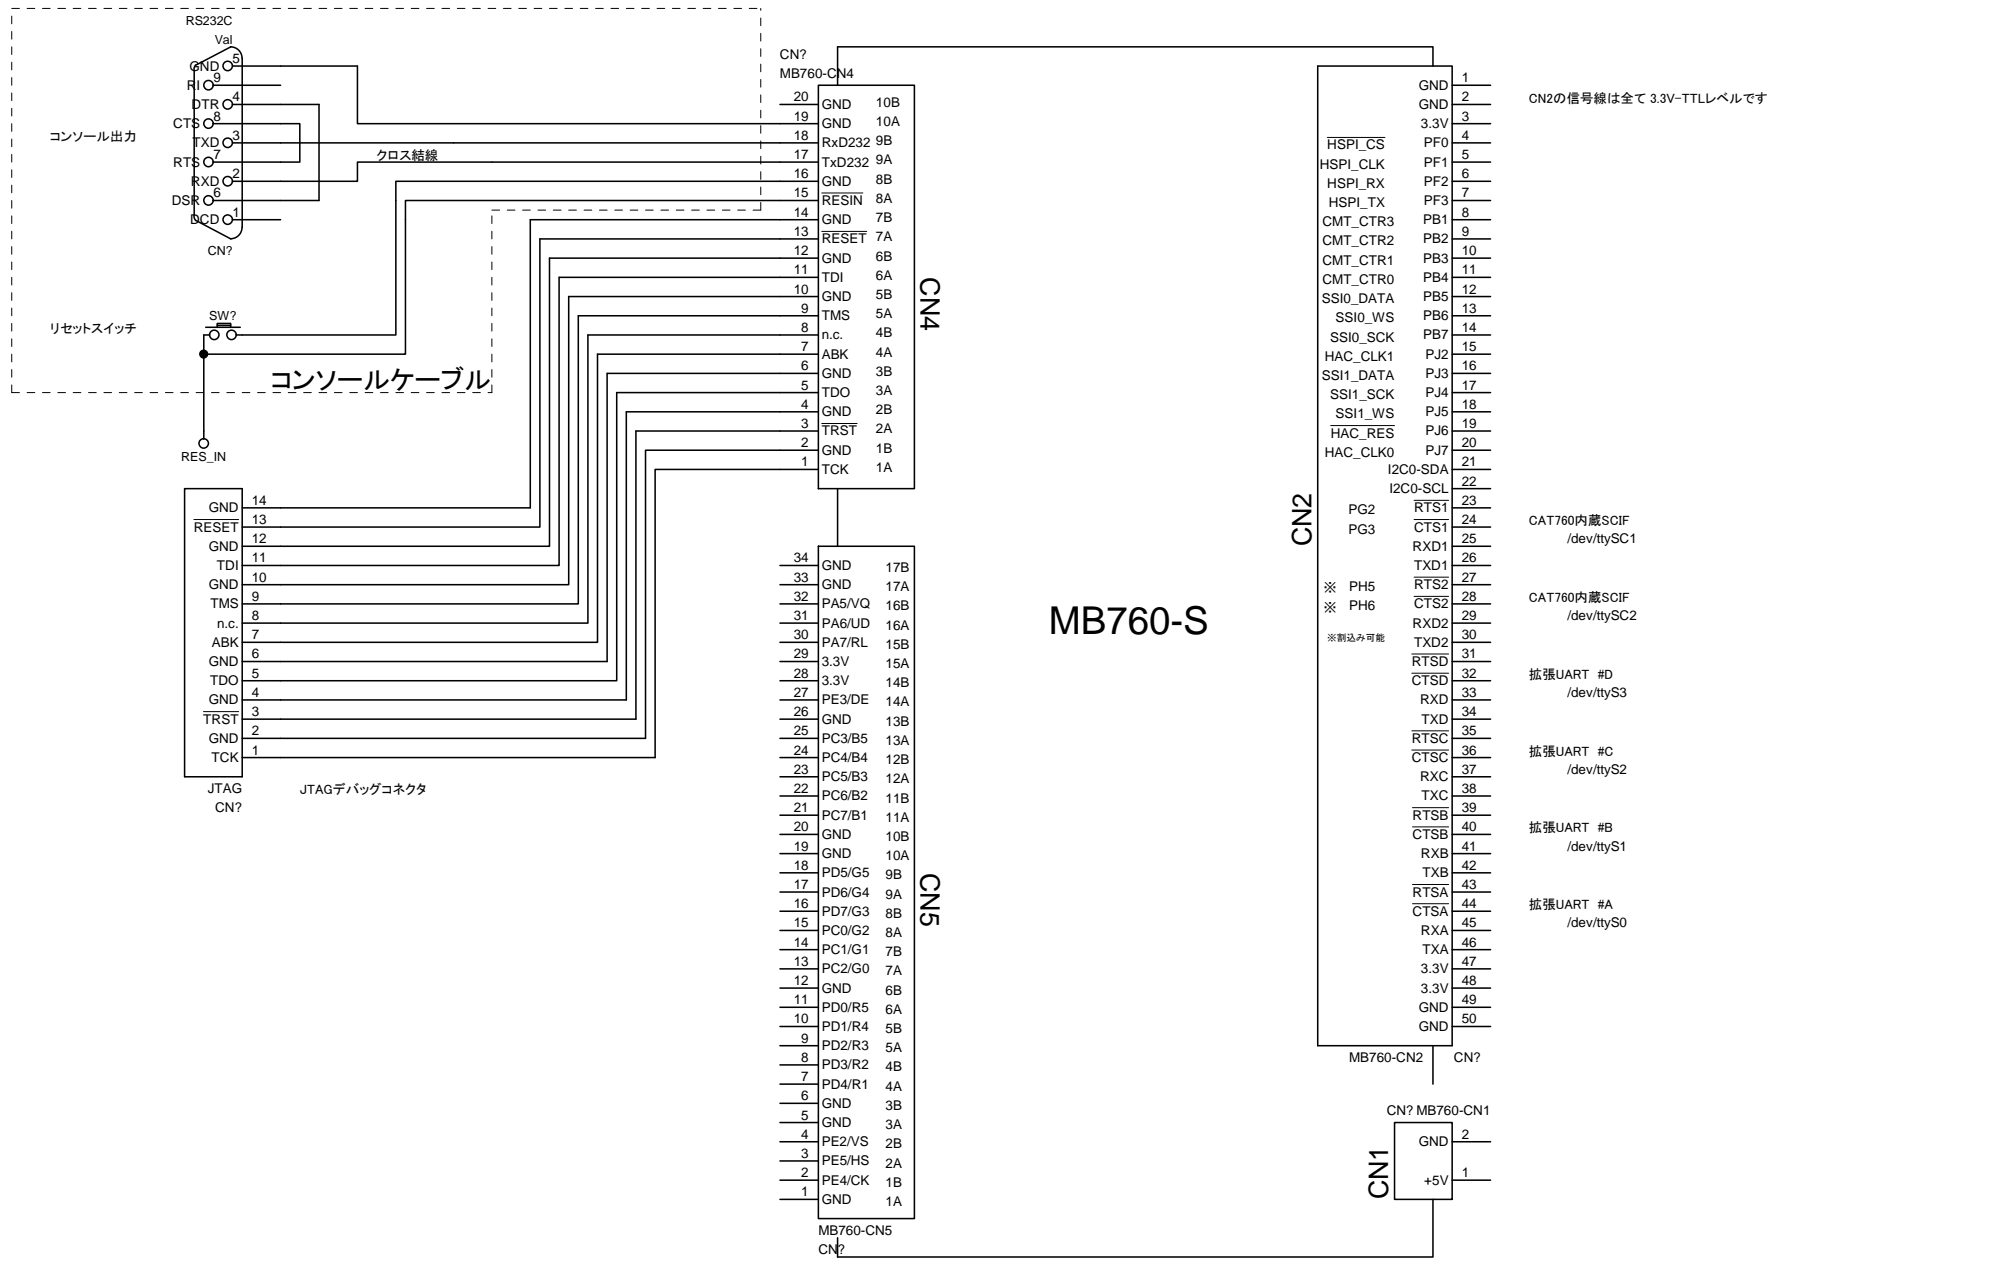 RS232C
Val
GND 5
RI 9
DTR 4
CTS 8
TXD 3
RTS 7
RXD 2
DSR 6
DCD 1
CN?
コンソール出力
クロス結線
リセットスイッチ
SW?
コンソールケーブル
RES_IN
GND 14
RESET 13
GND 12
TDI 11
GND 10
TMS 9
n.c. 8
ABK 7
GND 6
TDO 5
GND 4
TRST 3
GND 2
TCK 1
JTAG
CN?
JTAGデバッグコネクタ
CN?
MB760-CN4
20 GND 10B
19 GND 10A
18 RxD232 9B
17 TxD232 9A
16 GND 8B
15 RESIN 8A
14 GND 7B
13 RESET 7A
12 GND 6B
11 TDI 6A
10 GND 5B
9 TMS 5A
8 n.c. 4B
7 ABK 4A
6 GND 3B
5 TDO 3A
4 GND 2B
3 TRST 2A
2 GND 1B
1 TCK 1A
CN4
34 GND 17B
33 GND 17A
32 PA5/VQ 16B
31 PA6/UD 16A
30 PA7/RL 15B
29 3.3V 15A
28 3.3V 14B
27 PE3/DE 14A
26 GND 13B
25 PC3/B5 13A
24 PC4/B4 12B
23 PC5/B3 12A
22 PC6/B2 11B
21 PC7/B1 11A
20 GND 10B
19 GND 10A
18 PD5/G5 9B
17 PD6/G4 9A
16 PD7/G3 8B
15 PC0/G2 8A
14 PC1/G1 7B
13 PC2/G0 7A
12 GND 6B
11 PD0/R5 6A
10 PD1/R4 5B
9 PD2/R3 5A
8 PD3/R2 4B
7 PD4/R1 4A
6 GND 3B
5 GND 3A
4 PE2/VS 2B
3 PE5/HS 2A
2 PE4/CK 1B
1 GND 1A
CN5
MB760-CN5
CN?
MB760-S
GND 1
GND 2
3.3V 3
HSPI_CS PF0 4
HSPI_CLK PF1 5
HSPI_RX PF2 6
HSPI_TX PF3 7
CMT_CTR3 PB1 8
CMT_CTR2 PB2 9
CMT_CTR1 PB3 10
CMT_CTR0 PB4 11
SSI0_DATA PB5 12
SSI0_WS PB6 13
SSI0_SCK PB7 14
HAC_CLK1 PJ2 15
SSI1_DATA PJ3 16
SSI1_SCK PJ4 17
SSI1_WS PJ5 18
HAC_RES PJ6 19
HAC_CLK0 PJ7 20
I2C0-SDA 21
I2C0-SCL 22
PG2 RTS1 23
PG3 CTS1 24
RXD1 25
TXD1 26
※ PH5 RTS2 27
※ PH6 CTS2 28
RXD2 29
※割込み可能 TXD2 30
RTSD 31
CTSD 32
RXD 33
TXD 34
RTSC 35
CTSC 36
RXC 37
TXC 38
RTSB 39
CTSB 40
RXB 41
TXB 42
RTSA 43
CTSA 44
RXA 45
TXA 46
3.3V 47
3.3V 48
GND 49
GND 50
CN2
MB760-CN2 CN?
CN2の信号線は全て 3.3V-TTLレベルです
CAT760内蔵SCIF
/dev/ttySC1
CAT760内蔵SCIF
/dev/ttySC2
拡張UART #D
/dev/ttyS3
拡張UART #C
/dev/ttyS2
拡張UART #B
/dev/ttyS1
拡張UART #A
/dev/ttyS0
CN? MB760-CN1
GND 2
+5V 1
CN1